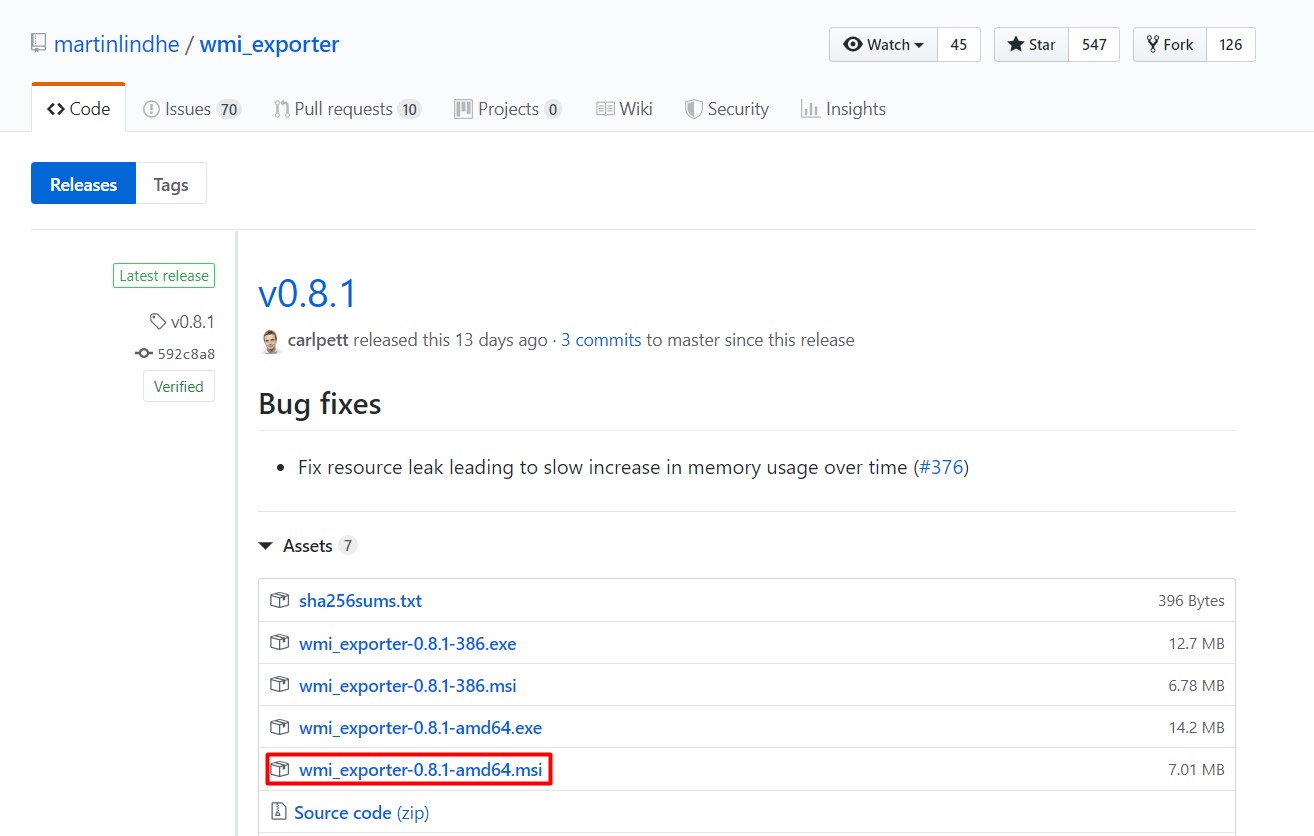 martinlindhe / wmi_exporter
Watch 45 Star 547 Fork 126
Code Issues 70 Pull requests 10 Projects 0 Wiki Security Insights
Releases Tags
Latest release
v0.8.1
592c8a8
Verified
v0.8.1
carlpett released this 13 days ago · 3 commits to master since this release
Bug fixes
• Fix resource leak leading to slow increase in memory usage over time (#376)
Assets 7
sha256sums.txt 396 Bytes
wmi_exporter-0.8.1-386.exe 12.7 MB
wmi_exporter-0.8.1-386.msi 6.78 MB
wmi_exporter-0.8.1-amd64.exe 14.2 MB
wmi_exporter-0.8.1-amd64.msi 7.01 MB
Source code (zip)